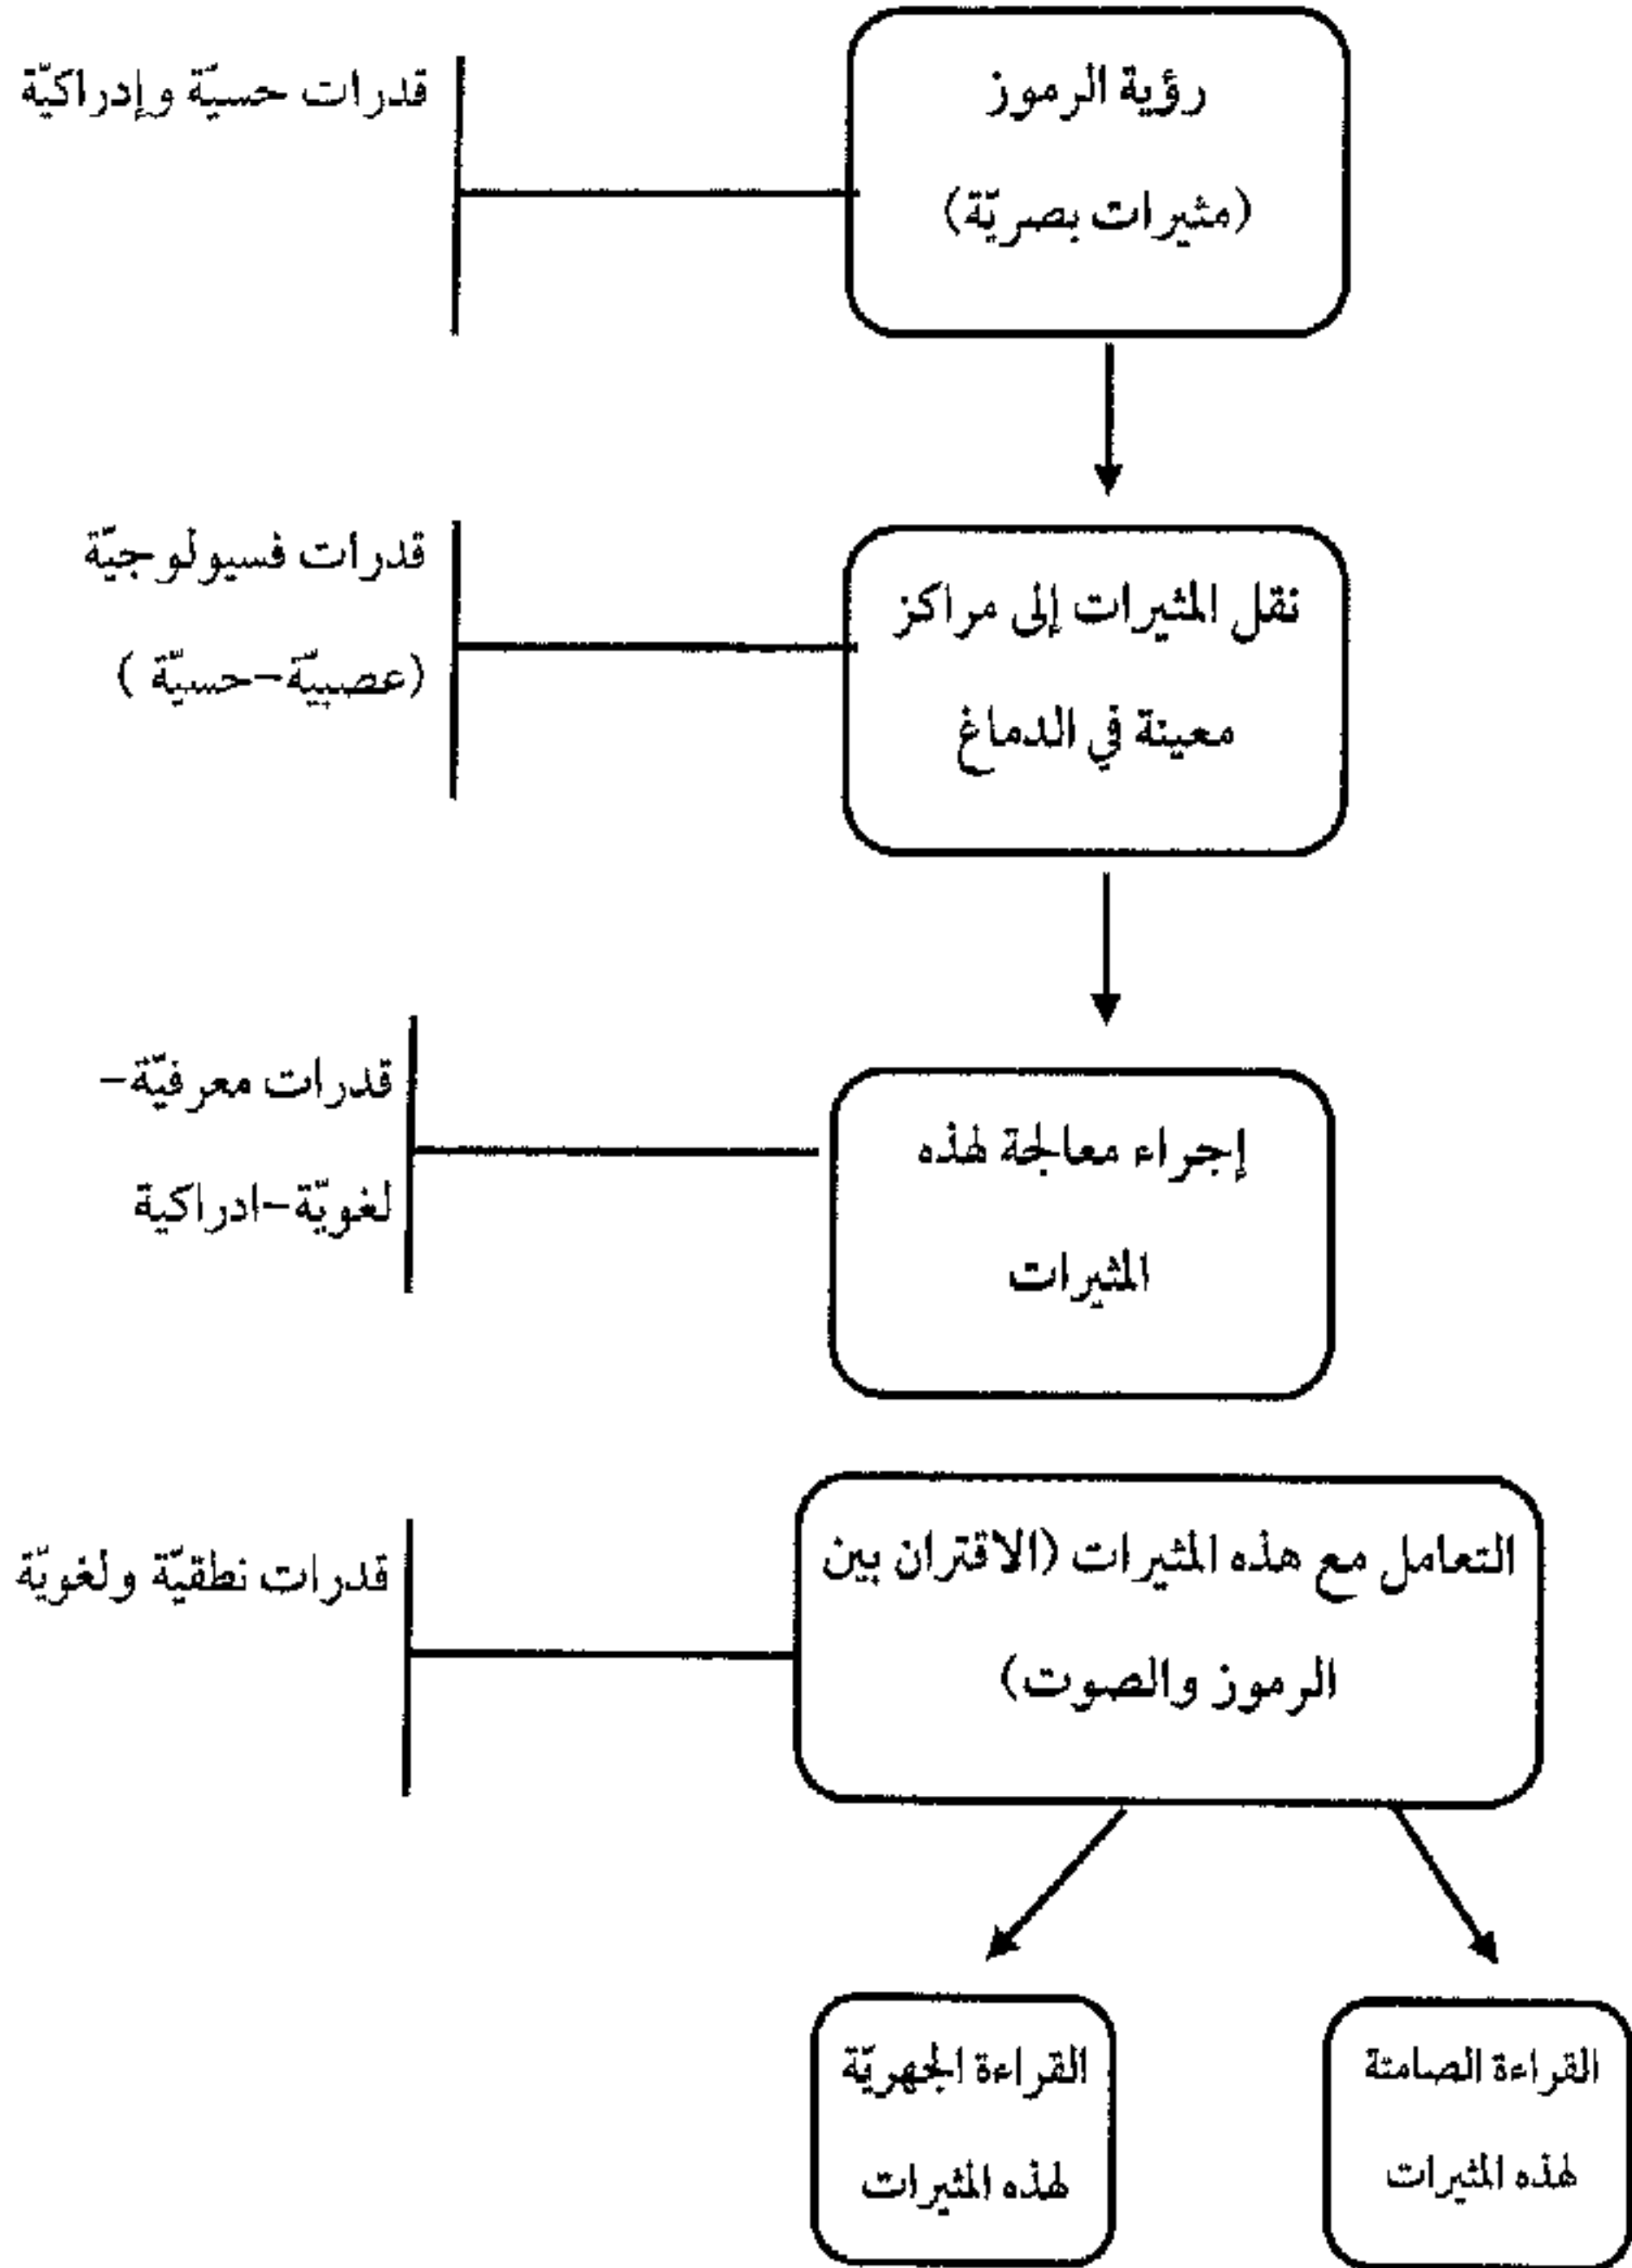 رؤية الرموز
(مثيرات بصريّة)
قدرات حسيّة وإدراكيّة
نقل المثيرات إلى مراكز
معينة في الدماغ
قدرات فسيولوجيّة
(عصبيّة-حسيّة )
إجراء معالجة لهذه
المثيرات
قدرات معرفيّة-
لغويّة-ادراكية
التعامل مع هذه المثيرات (الاقتران بين
الرموز والصوت)
قدرات نطقيّة ولغويّة
القراءة الصامتة
لهذه المثيرات
القراءة الجهريّة
لهذه المثيرات